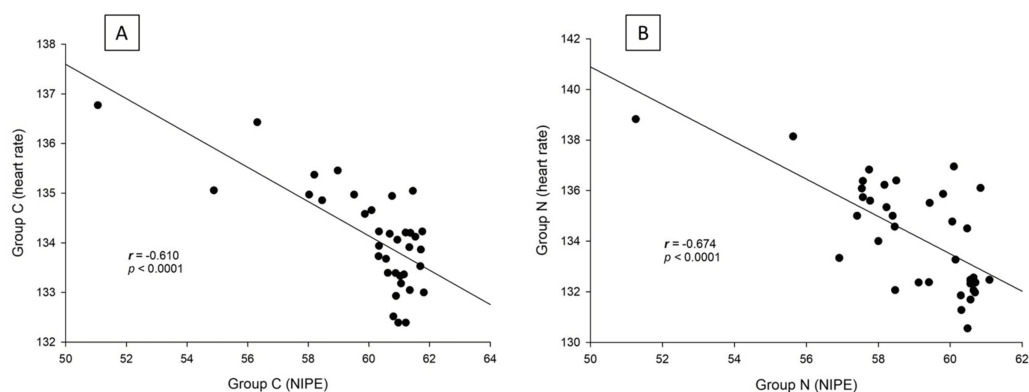 A
138
137
136
135
134
133
132
Group C (heart rate)
r = -0.610
p < 0.0001
50 52 54 56 58 60 62 64
Group C (NIPE)
B
142
140
138
136
134
132
130
Group N (heart rate)
r = -0.674
p < 0.0001
50 52 54 56 58 60 62
Group N (NIPE)